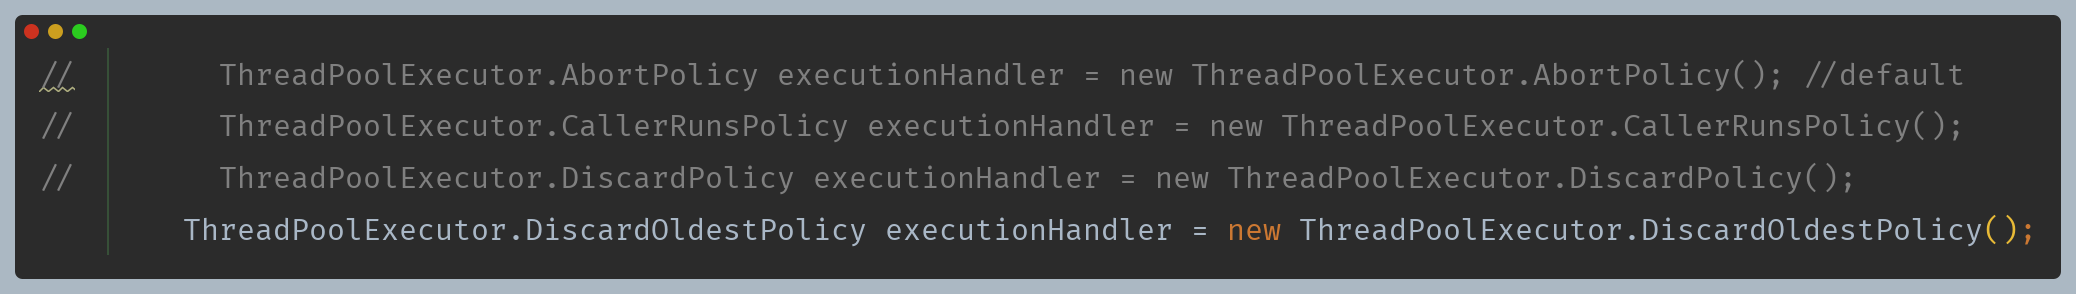 //        ThreadPoolExecutor.AbortPolicy executionHandler = new ThreadPoolExecutor.AbortPolicy(); //default
//        ThreadPoolExecutor.CallerRunsPolicy executionHandler = new ThreadPoolExecutor.CallerRunsPolicy();
//        ThreadPoolExecutor.DiscardPolicy executionHandler = new ThreadPoolExecutor.DiscardPolicy();
        ThreadPoolExecutor.DiscardOldestPolicy executionHandler = new ThreadPoolExecutor.DiscardOldestPolicy();